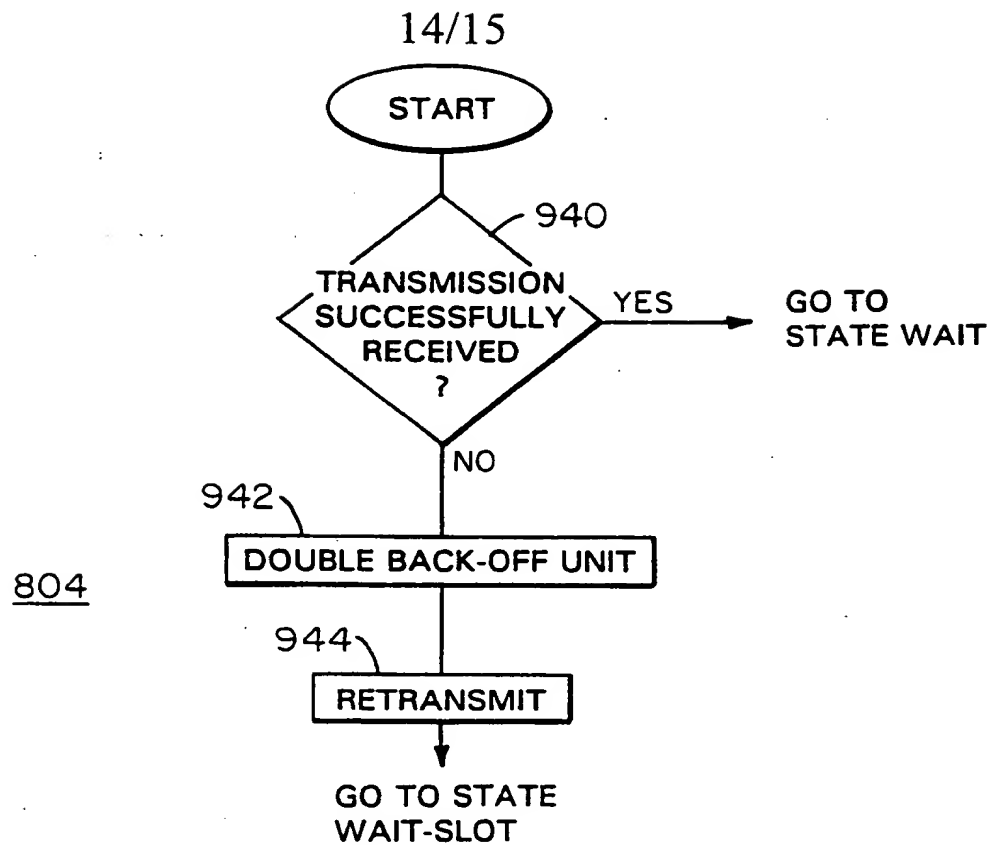 14/15
START
940
TRANSMISSION
SUCCESSFULLY
RECEIVED
?
YES
GO TO
STATE WAIT
NO
942
DOUBLE BACK-OFF UNIT
804
944
RETRANSMIT
GO TO STATE
WAIT-SLOT